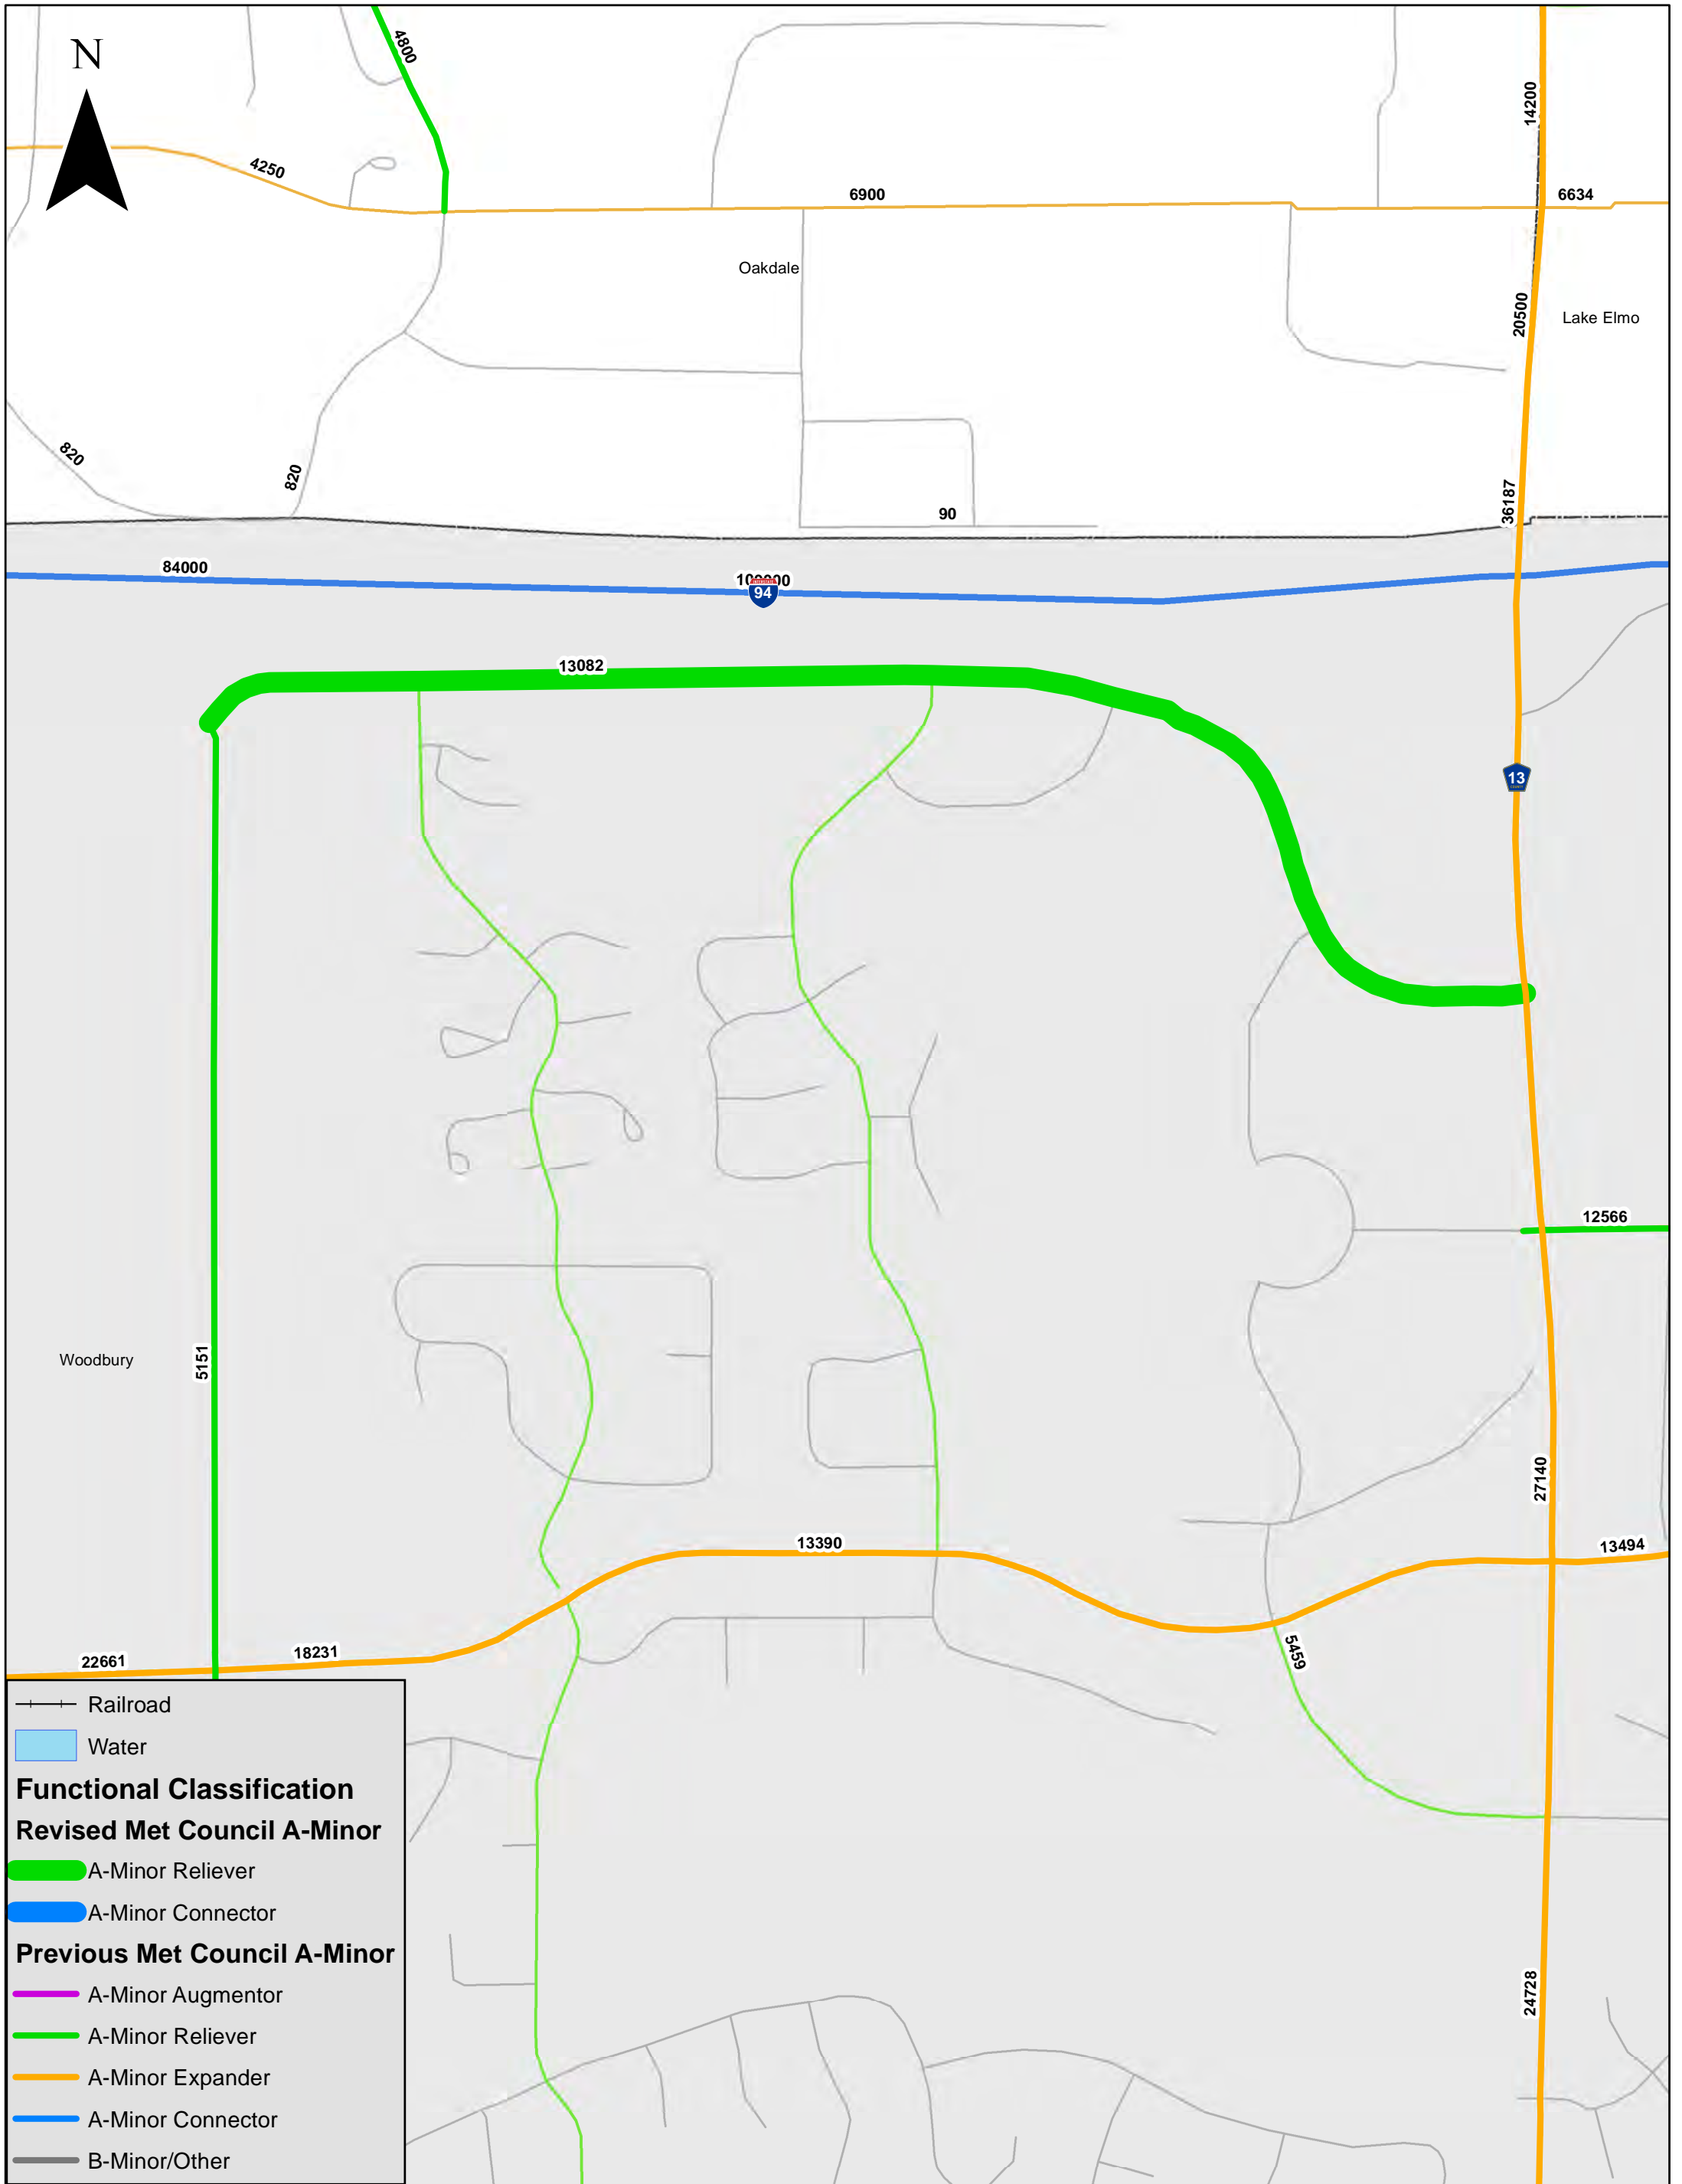 N
4800
14200
4250
6900
6634
Oakdale
20500
Lake Elmo
820
820
36187
90
84000
94
13082
13
12566
Woodbury
5151
27140
13390
13494
22661
18231
5459
24728
Railroad
Water
Functional Classification
Revised Met Council A-Minor
A-Minor Reliever
A-Minor Connector
Previous Met Council A-Minor
A-Minor Augmentor
A-Minor Reliever
A-Minor Expander
A-Minor Connector
B-Minor/Other